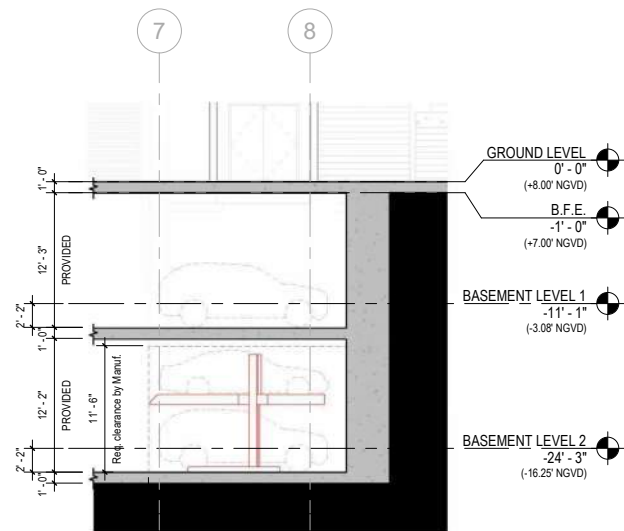 7
8
GROUND LEVEL
0' - 0"
(+8.00' NGVD)
B.F.E.
-1' - 0"
(+7.00' NGVD)
BASEMENT LEVEL 1
-11' - 1"
(-3.08' NGVD)
BASEMENT LEVEL 2
-24' - 3"
(-16.25' NGVD)
1' - 0"
12' - 3"
PROVIDED
2' - 2"
1' - 0"
12' - 2"
PROVIDED
11' - 6"
Req. clearance by Manuf.
2' - 2"
1' - 0"